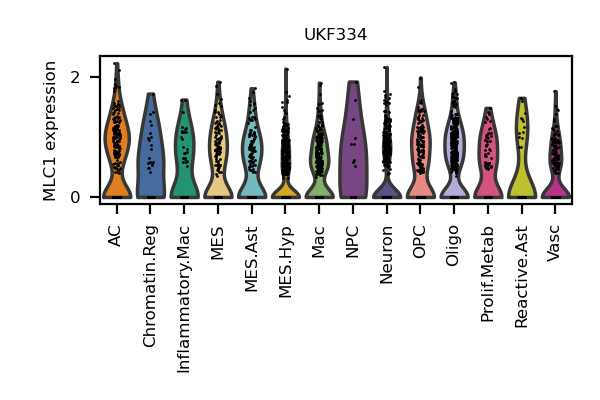 UKF334
MLC1 expression
2
0
AC
Chromatin.Reg
Inflammatory.Mac
MES
MES.Ast
MES.Hyp
Mac
NPC
Neuron
OPC
Oligo
Prolif.Metab
Reactive.Ast
Vasc